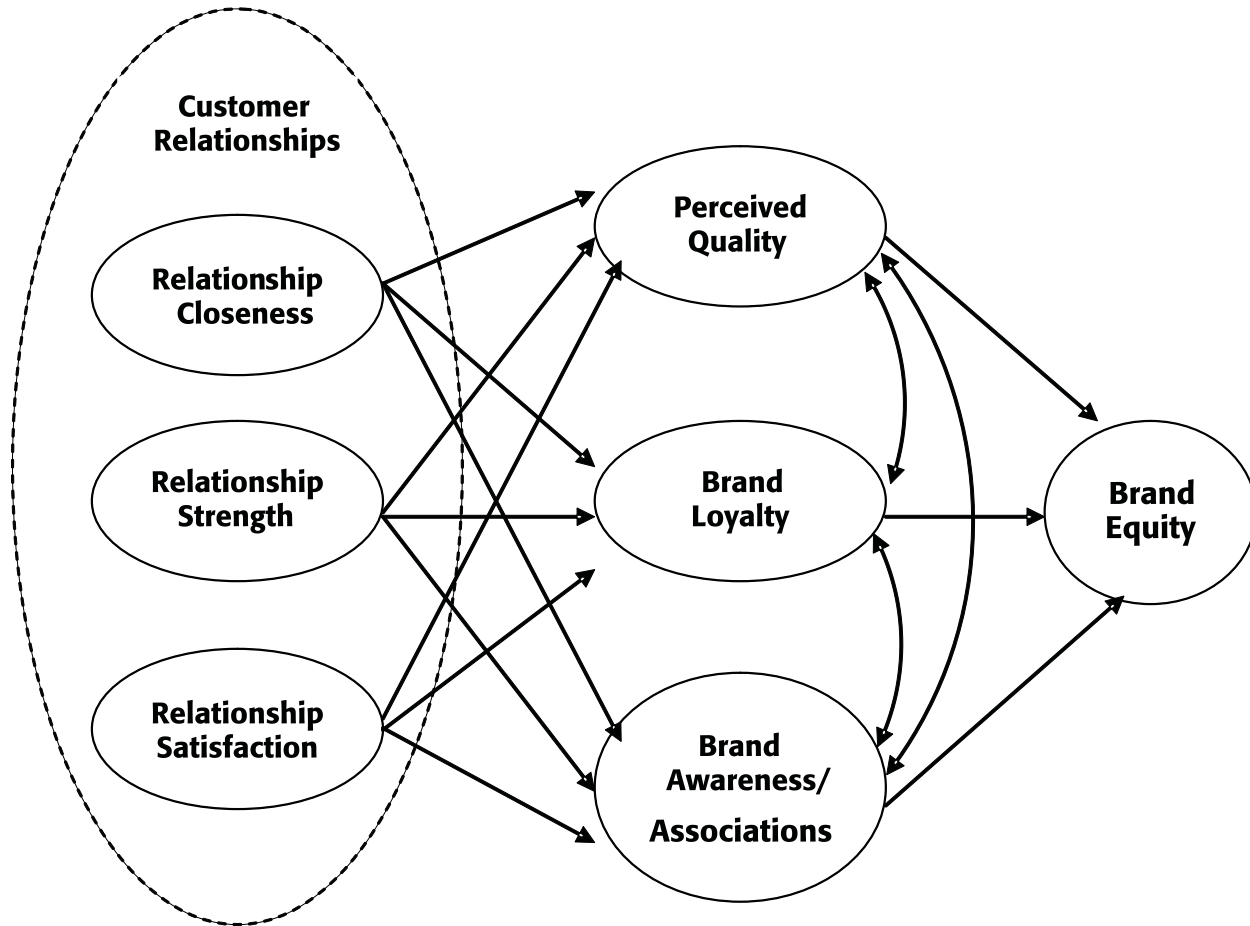 Customer
Relationships
Relationship
Closeness
Relationship
Strength
Relationship
Satisfaction
Perceived
Quality
Brand
Loyalty
Brand
Awareness/
Associations
Brand
Equity